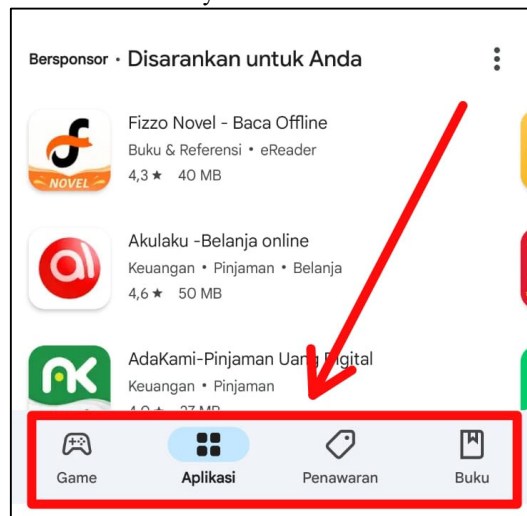 Bersponsor • Disarankan untuk Anda
Fizzo Novel - Baca Offline
Buku & Referensi • eReader
4,3 ★ 40 MB
NOVEL
Akulaku -Belanja online
Keuangan • Pinjaman • Belanja
4,6 ★ 50 MB
AdaKami-Pinjaman Uang Digital
Keuangan • Pinjaman
Game
Aplikasi
Penawaran
Buku